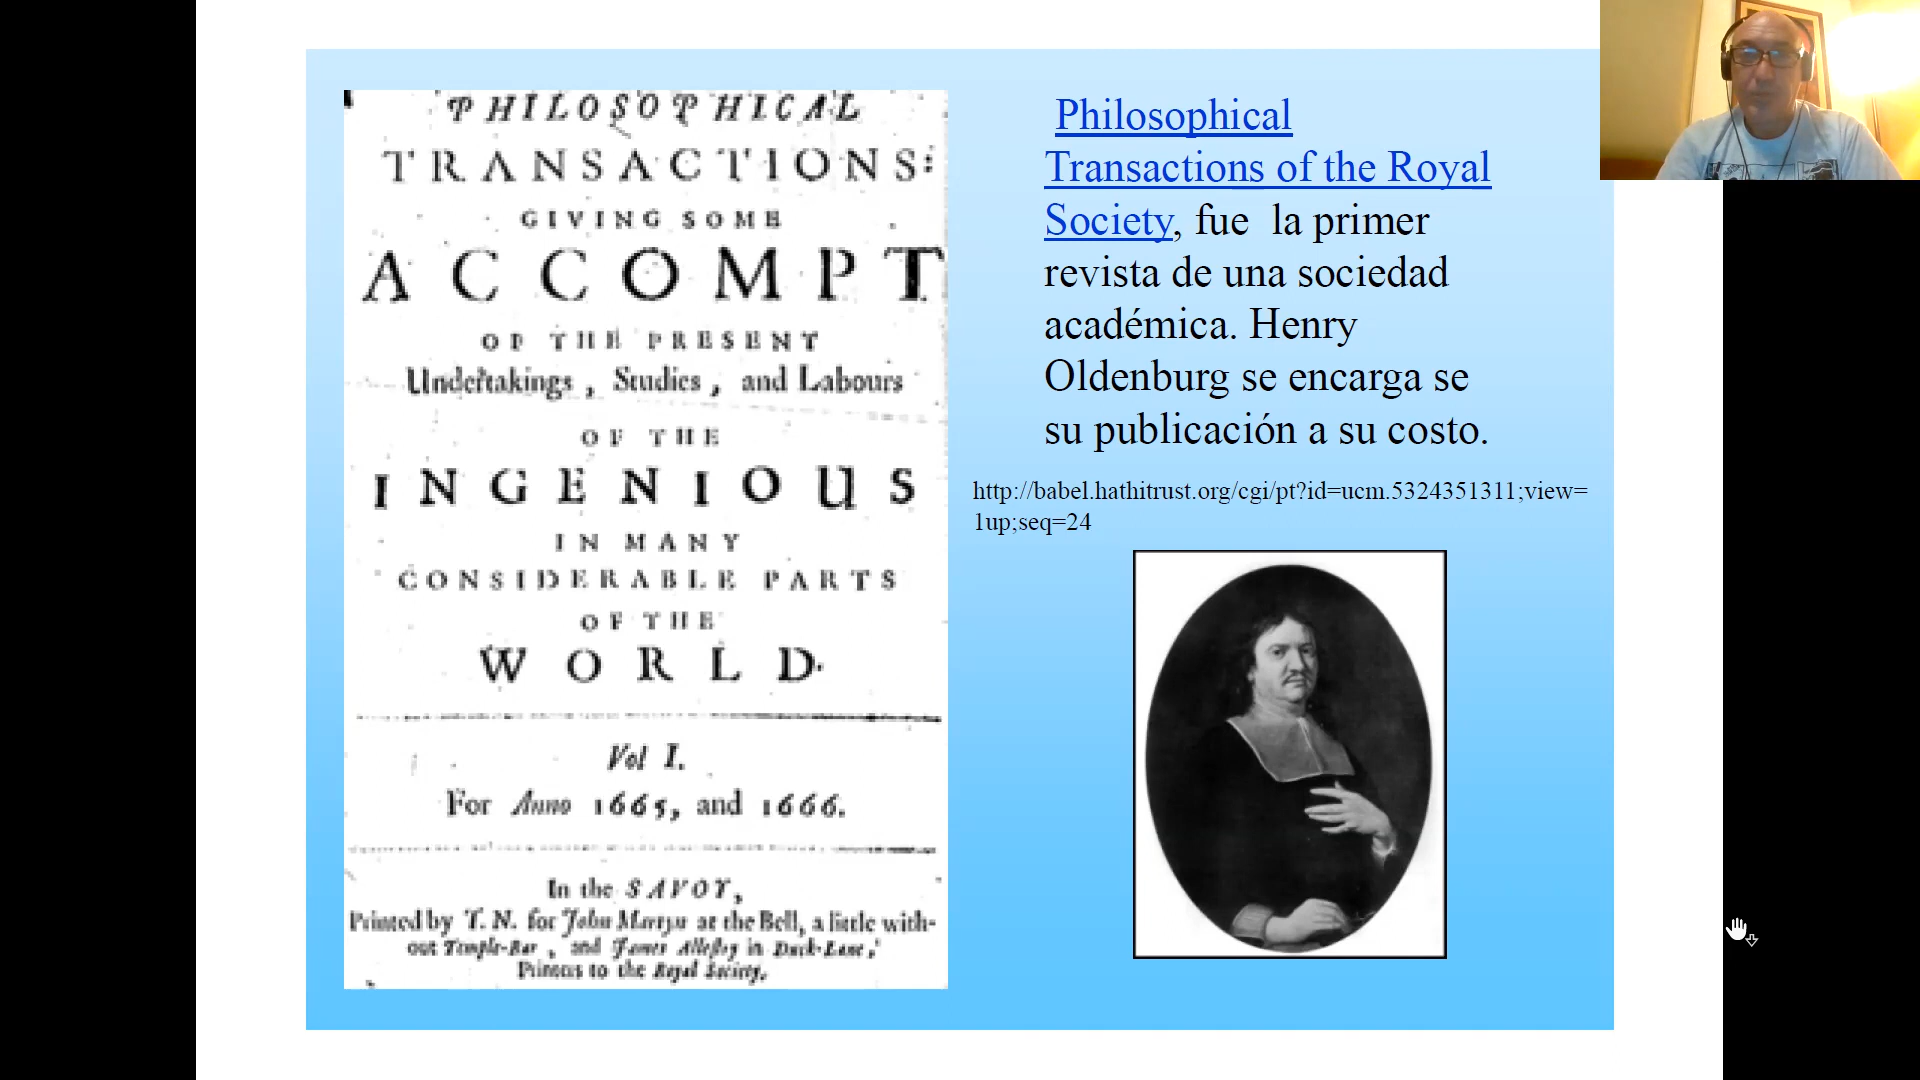 PHILOSOPHICAL
TRANSACTIONS:
GIVING SOME
ACCOMPT
OF THE PRESENT
Undertakings, Studies, and Labours
OF THE
INGENIOUS
IN MANY
CONSIDERABLE PARTS
OF THE
WORLD.
Vol I.
For Anno 1665, and 1666.
In the SAVOY,
Printed by T. N. for John Martyn at the Bell, a little with-
out Temple-Bar, and James Allestry in Duck-Lane,
Printers to the Royal Society.
Philosophical
Transactions of the Royal
Society, fue la primer
revista de una sociedad
académica. Henry
Oldenburg se encarga se
su publicación a su costo.
http://babel.hathitrust.org/cgi/pt?id=ucm.5324351311;view=
1up;seq=24